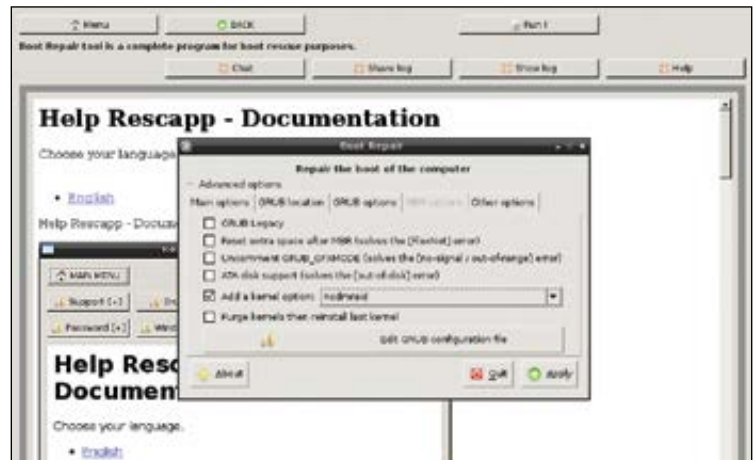 Menu
BACK
Run !
Boot Repair tool is a complete program for boot rescue purposes.
Chat
Share log
Show log
Help
Help Rescapp - Documentation
Choose your language
English
Help Rescapp - Docum
MAIN MENU
Support [+]
Password [+]
Help Resc
Documen
Choose your language.
English
Boot Repair
Repair the boot of the computer
Advanced options
Main options
GRUB location
GRUB options
MBR options
Other options
GRUB Legacy
Reset extra space after MBR (solves the [FlexNet] error)
Uncomment GRUB_GFXMODE (solves the [no-signal / out-of-range] error)
ATA disk support (solves the [out-of-disk] error)
Add a kernel option: nodmraid
Purge kernels then reinstall last kernel
Edit GRUB configuration file
About
Quit
Apply